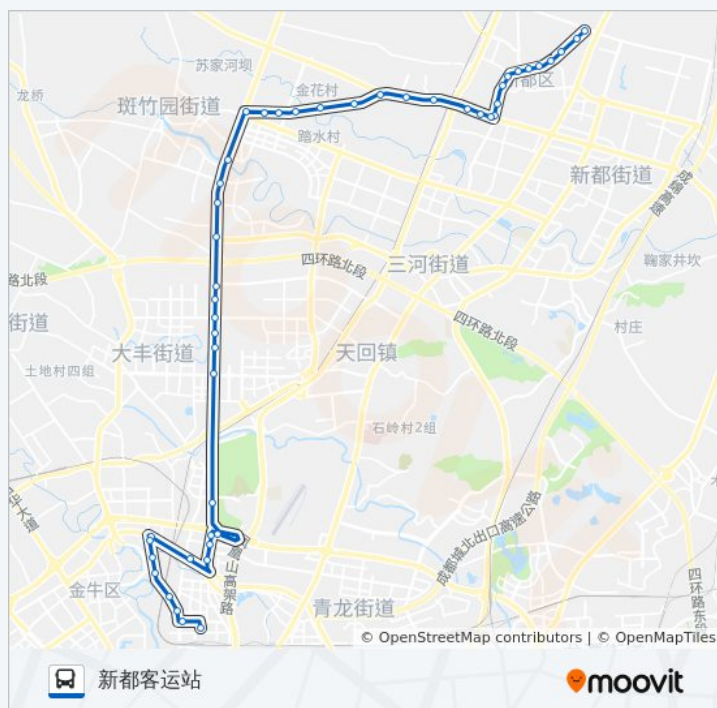 苏家河坝
龙桥
金花村
都区
斑竹园街道
踏水村
新都街道
成绵高速
三河街道
四环路北段
鞠家井坎
路北段
街道
四环路北段
村庄
大丰街道
天回镇
土地村四组
石岭村2组
牛大道
成都城北出口高速公路
凰山高架路
金牛区
青龙街道
四环路东段
© OpenStreetMap contributors | © OpenMapTiles
新都客运站
moovit